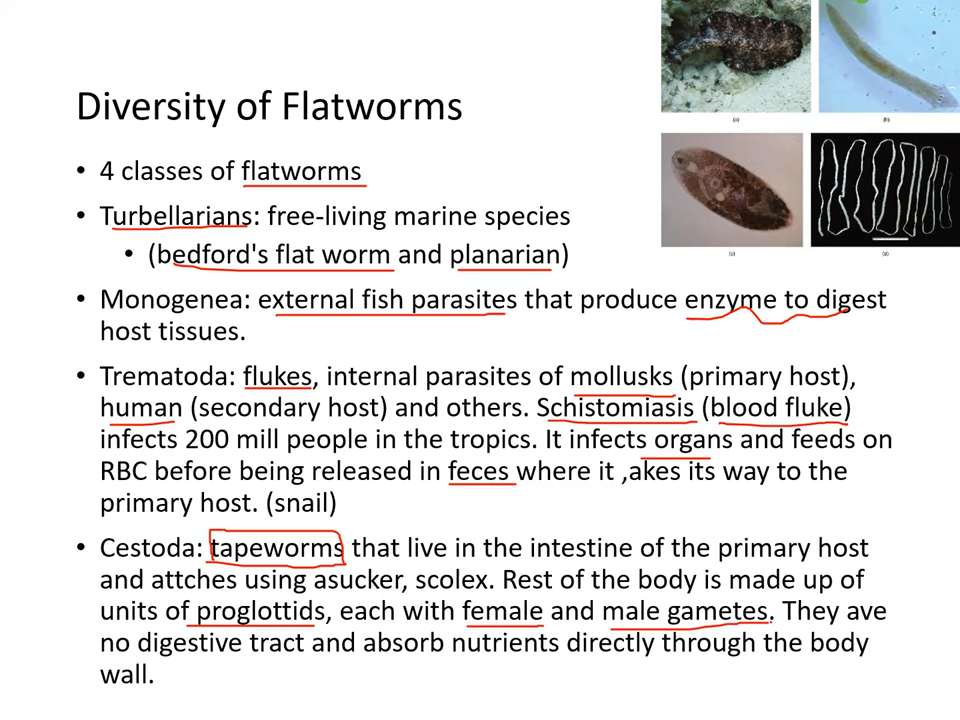 Diversity of Flatworms
• 4 classes of flatworms
• Turbellarians: free-living marine species
• (bedford's flat worm and planarian)
• Monogenea: external fish parasites that produce enzyme to digest
host tissues.
• Trematoda: flukes, internal parasites of mollusks (primary host),
human (secondary host) and others. Schistomiasis (blood fluke)
infects 200 mill people in the tropics. It infects organs and feeds on
RBC before being released in feces where it ,akes its way to the
primary host. (snail)
• Cestoda: tapeworms that live in the intestine of the primary host
and attches using asucker, scolex. Rest of the body is made up of
units of proglottids, each with female and male gametes. They ave
no digestive tract and absorb nutrients directly through the body
wall.
(a)
(b)
(c)
(d)